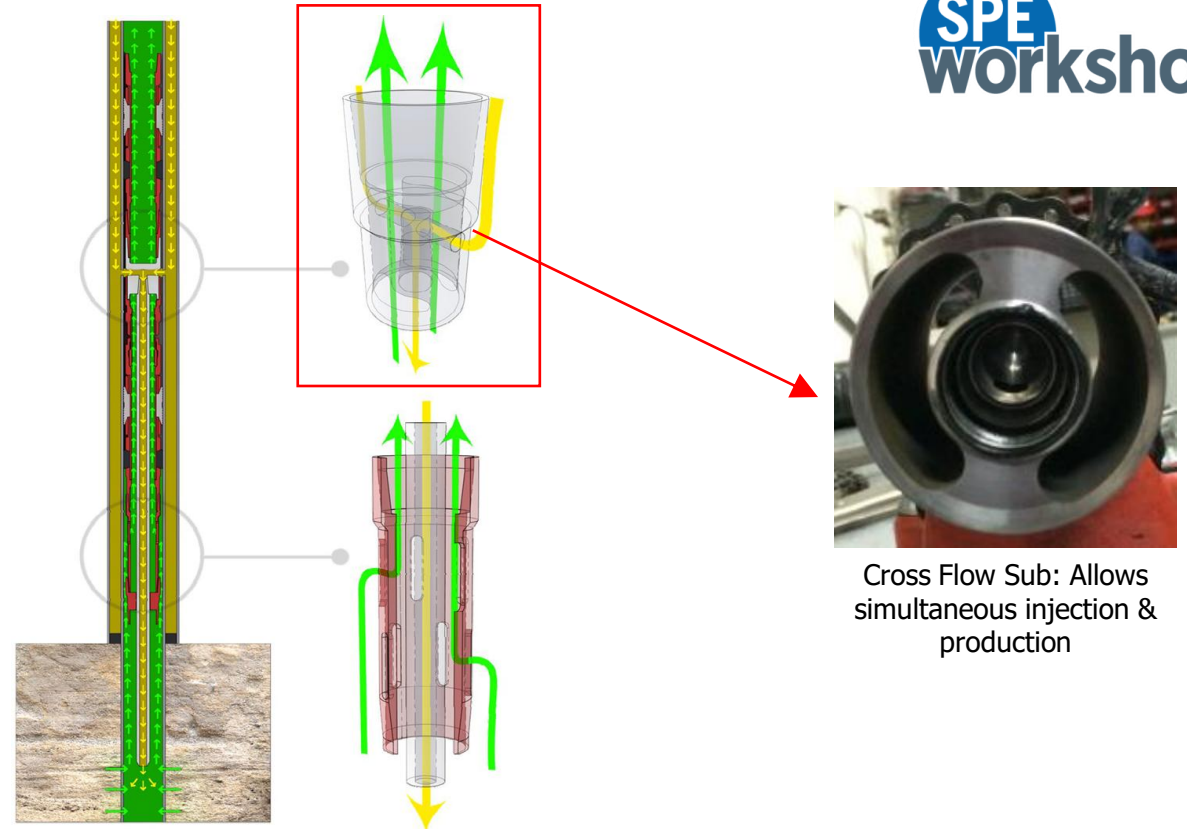 SPE
worksho
Cross Flow Sub: Allows
simultaneous injection &
production